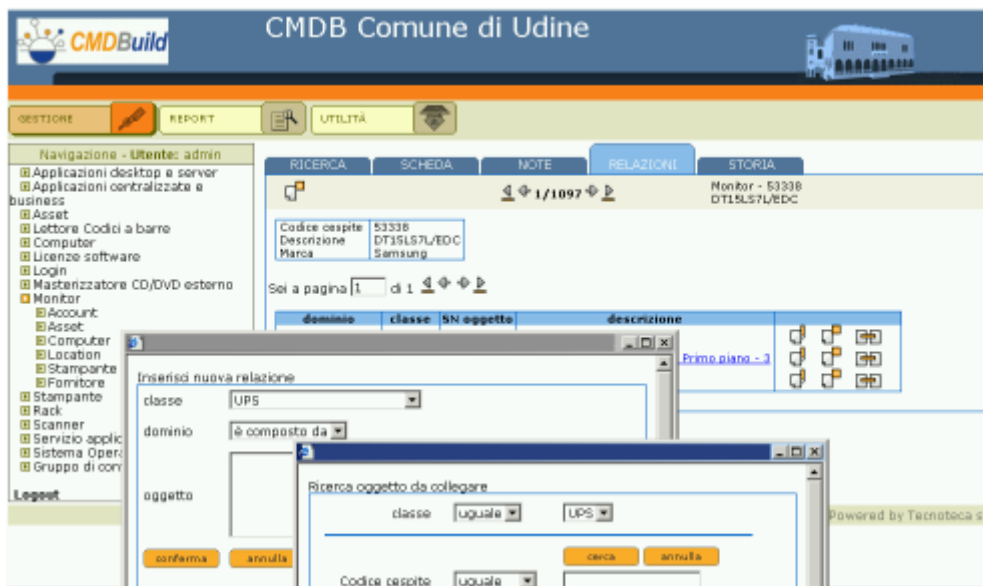 CMDBuild
CMDB Comune di Udine
GESTIONE
REPORT
UTILITÀ
Navigazione - Utente: admin
Applicazioni desktop e server
Applicazioni centralizzate e
business
Asset
Lettore Codici a barre
Computer
Licenze software
Login
Masterizzatore CD/DVD esterno
Monitor
Account
Asset
Computer
Location
Stampante
Fornitore
Stampante
Rack
Scanner
Servizio applic
Sistema Oper
Gruppo di con
Logout
RICERCA SCHEDA NOTE RELAZIONI STORIA
1/1097
Monitor - 53338
DT15LS7L/EDC
Codice cespite 53338
Descrizione DT15LS7L/EDC
Marca Samsung
Sei a pagina 1 di 1
dominio classe SN oggetto descrizione
Primo piano - 3
Inserisci nuova relazione
classe UPS
dominio è composto da
oggetto
conferma annulla
Ricerca oggetto da collegare
classe uguale UPS
cerca annulla
Codice cespite uguale
Powered by Tecnoteca s